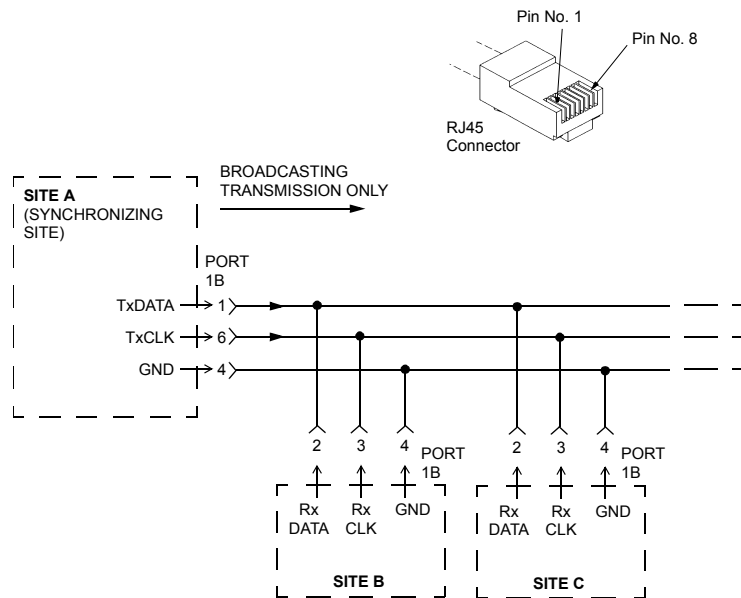 Pin No. 1
Pin No. 8
RJ45
Connector
BROADCASTING
TRANSMISSION ONLY
SITE A
(SYNCHRONIZING
SITE)
PORT
1B
TxDATA 1
TxCLK 6
GND 4
2 3 4 PORT
1B
2 3 4 PORT
1B
Rx
DATA
Rx
CLK
GND
SITE B
Rx
DATA
Rx
CLK
GND
SITE C